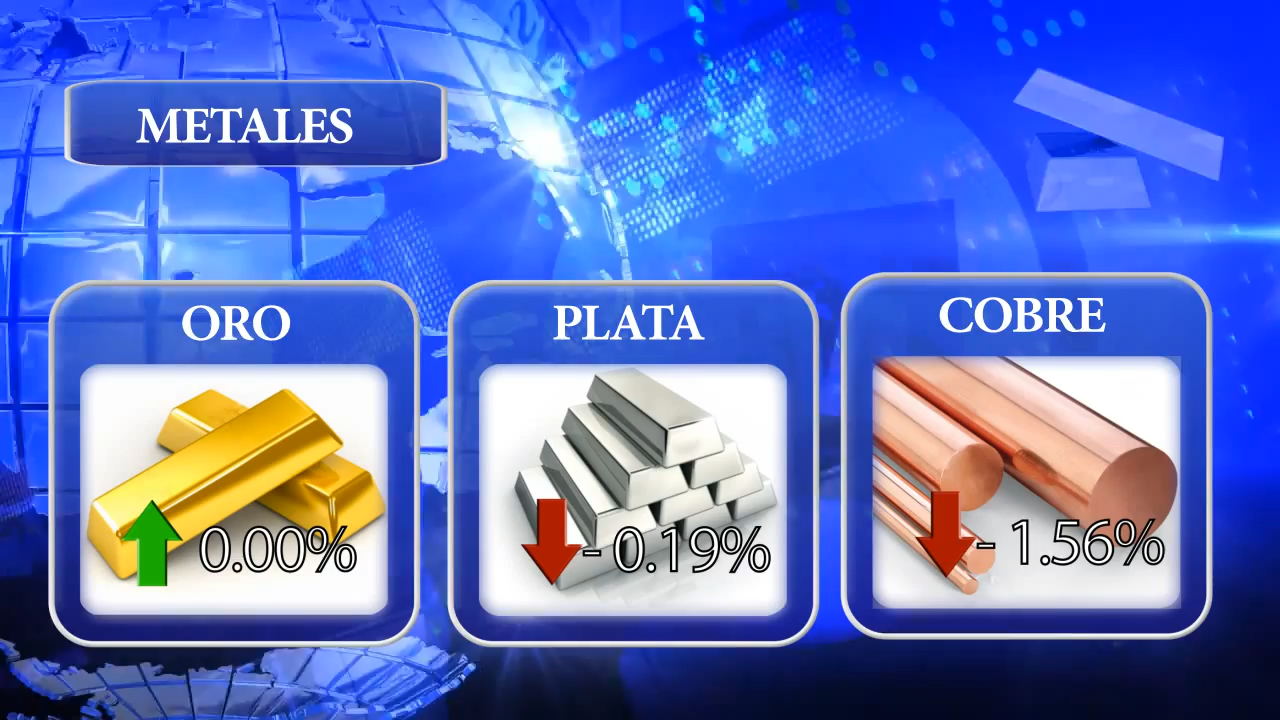 METALES
ORO
PLATA
COBRE
0.00%
- 0.19%
- 1.56%